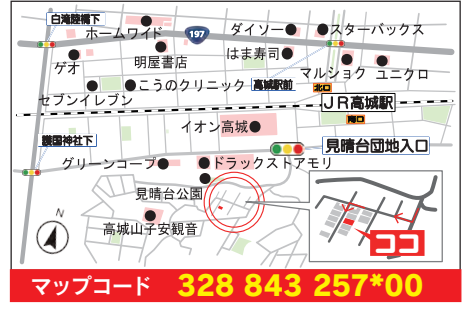 白滝陸橋下
ホームワイド
197
ダイソー
スターバックス
ゲオ
明屋書店
はま寿司
マルショク
ユニクロ
セブンイレブン
こうのクリニック
高城駅前
北口
JR高城駅
南口
イオン高城
護国神社下
見晴台団地入口
グリーンコープ
ドラックストアモリ
見晴台公園
高城山子安観音
N
ココ
マップコード 328 843 257*00